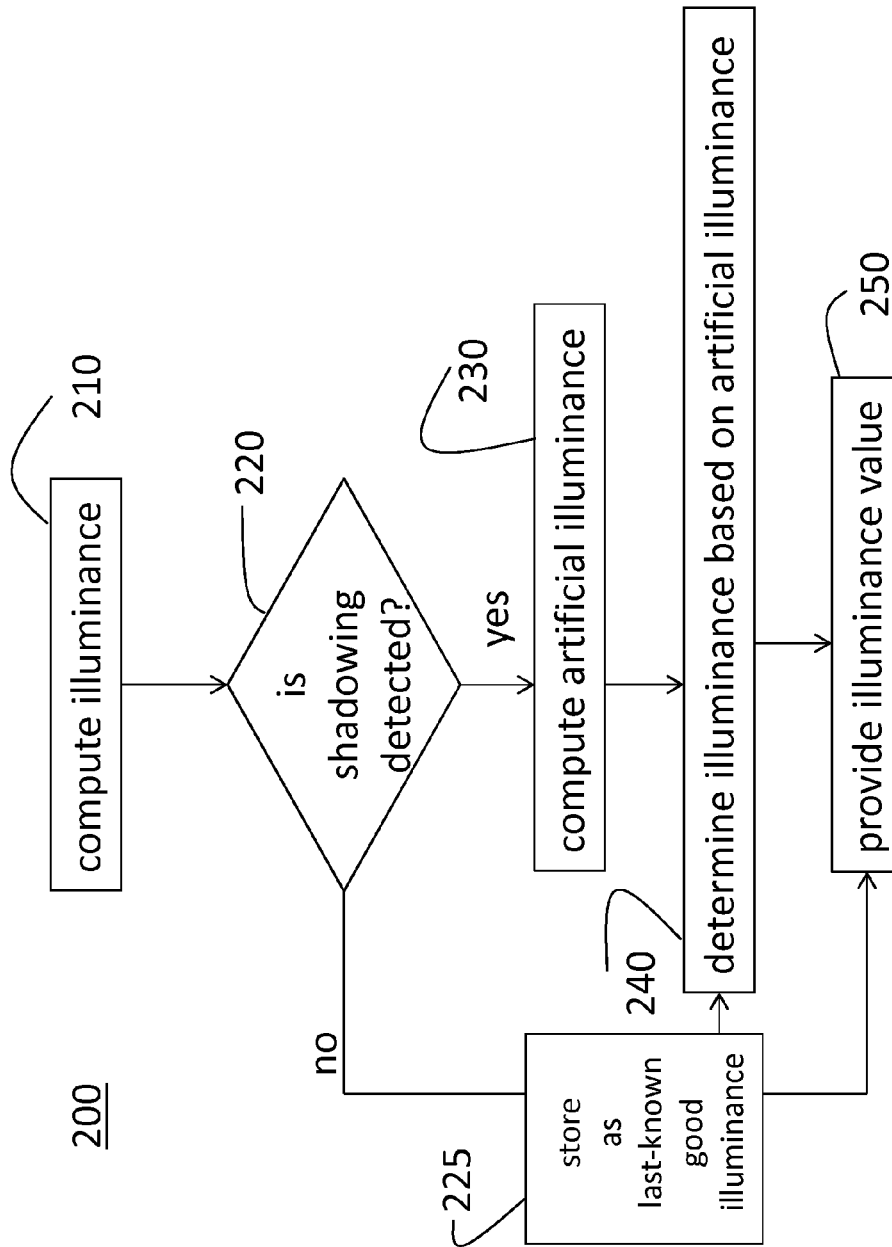 200
210
compute illuminance
220
is
shadowing
detected?
no
yes
225
store
as
last-known
good
illuminance
230
compute artificial illuminance
240
determine illuminance based on artificial illuminance
250
provide illuminance value